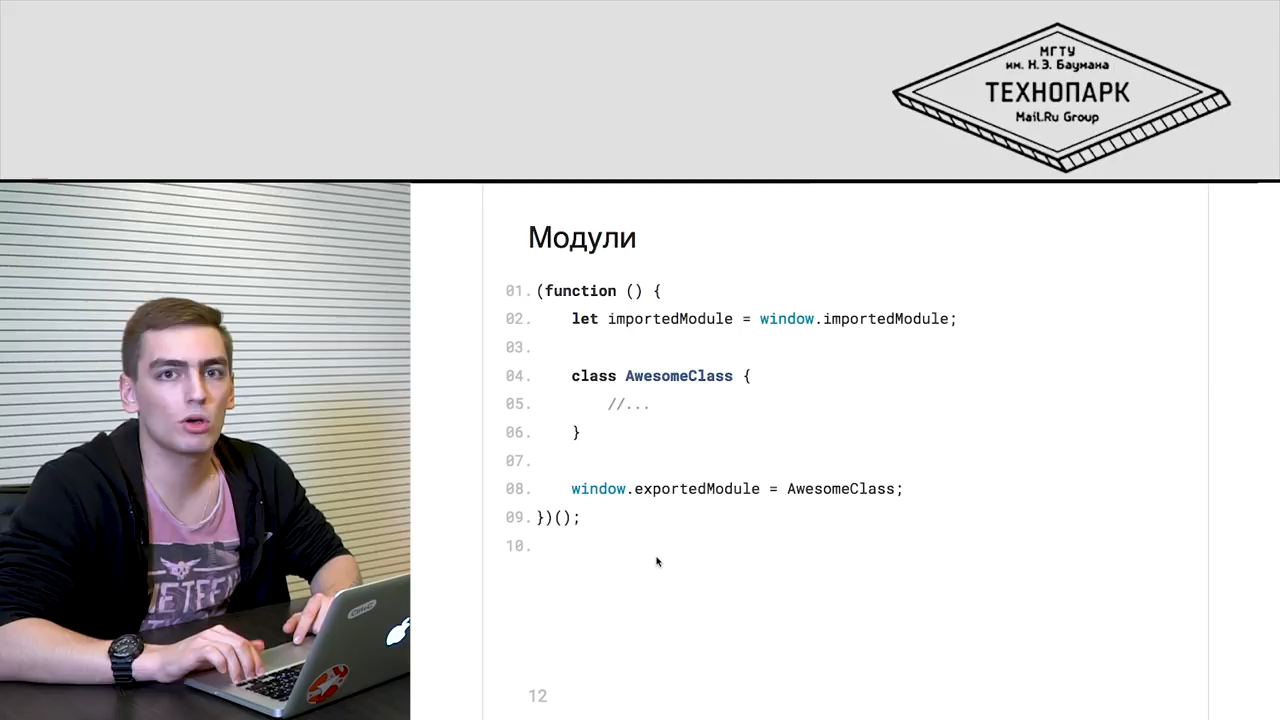 МГТУ
им. Н.Э. Баумана
ТЕХНОПАРК
Mail.Ru Group
Модули
01. (function () {
02.     let importedModule = window.importedModule;
03.
04.     class AwesomeClass {
05.         //...
06.     }
07.
08.     window.exportedModule = AwesomeClass;
09. })();
10.
12